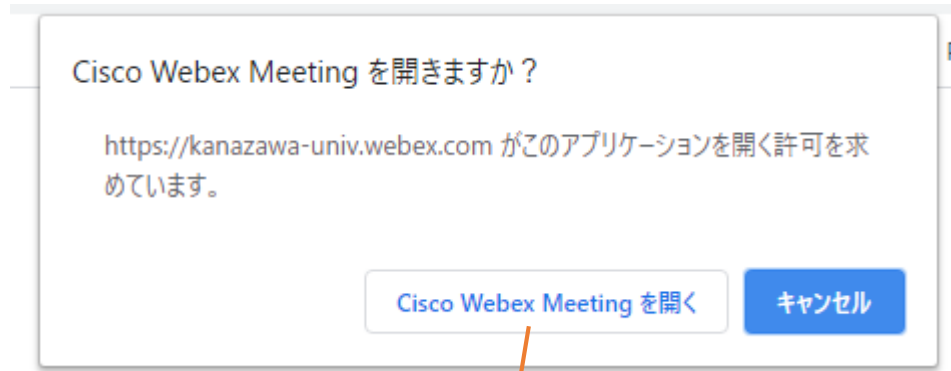 Cisco Webex Meeting を開きますか？
https://kanazawa-univ.webex.com がこのアプリケーションを開く許可を求
めています。
Cisco Webex Meeting を開く
キャンセル